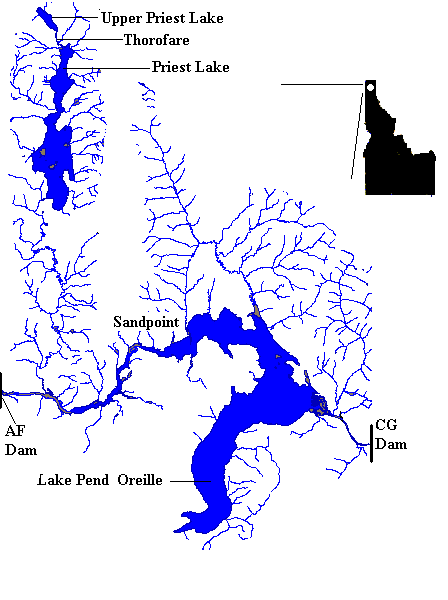 Upper Priest Lake
Thorofare
Priest Lake
Sandpoint
AF
Dam
CG
Dam
Lake Pend Oreille